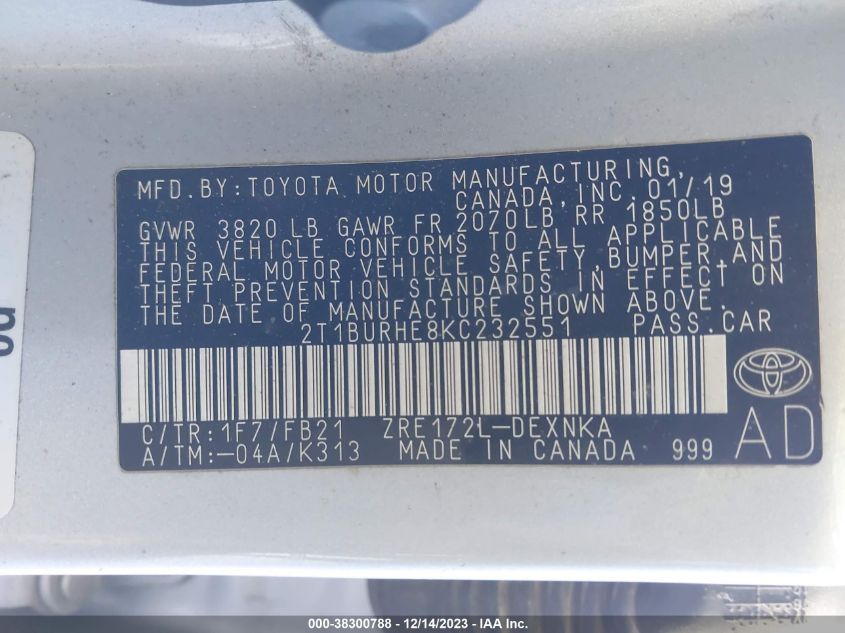 MFD. BY: TOYOTA MOTOR MANUFACTURING,
CANADA, INC. 01/19
GVWR 3820 LB GAWR FR 2070LB, RR 1850LB
THIS VEHICLE CONFORMS TO ALL APPLICABLE
FEDERAL MOTOR VEHICLE SAFETY, BUMPER, AND
THEFT PREVENTION STANDARDS IN EFFECT ON
THE DATE OF MANUFACTURE SHOWN ABOVE.
2T1BURHE8KC232551 PASS.CAR
C/TR:1F7/FB21 ZRE172L-DEXNKA
A/TM:-04A/K313 MADE IN CANADA 999 AD
000-38300788 - 12/14/2023 - IAA Inc.